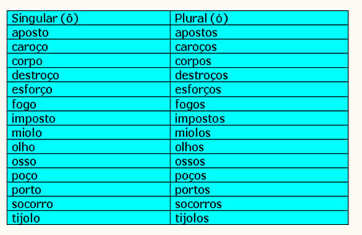 Singular (ô) Plural (ó)
aposto apostos
caroço caroços
corpo corpos
destroço destroços
esforço esforços
fogo fogos
imposto impostos
miolo miolos
olho olhos
osso ossos
poço poços
porto portos
socorro socorros
tijolo tijolos